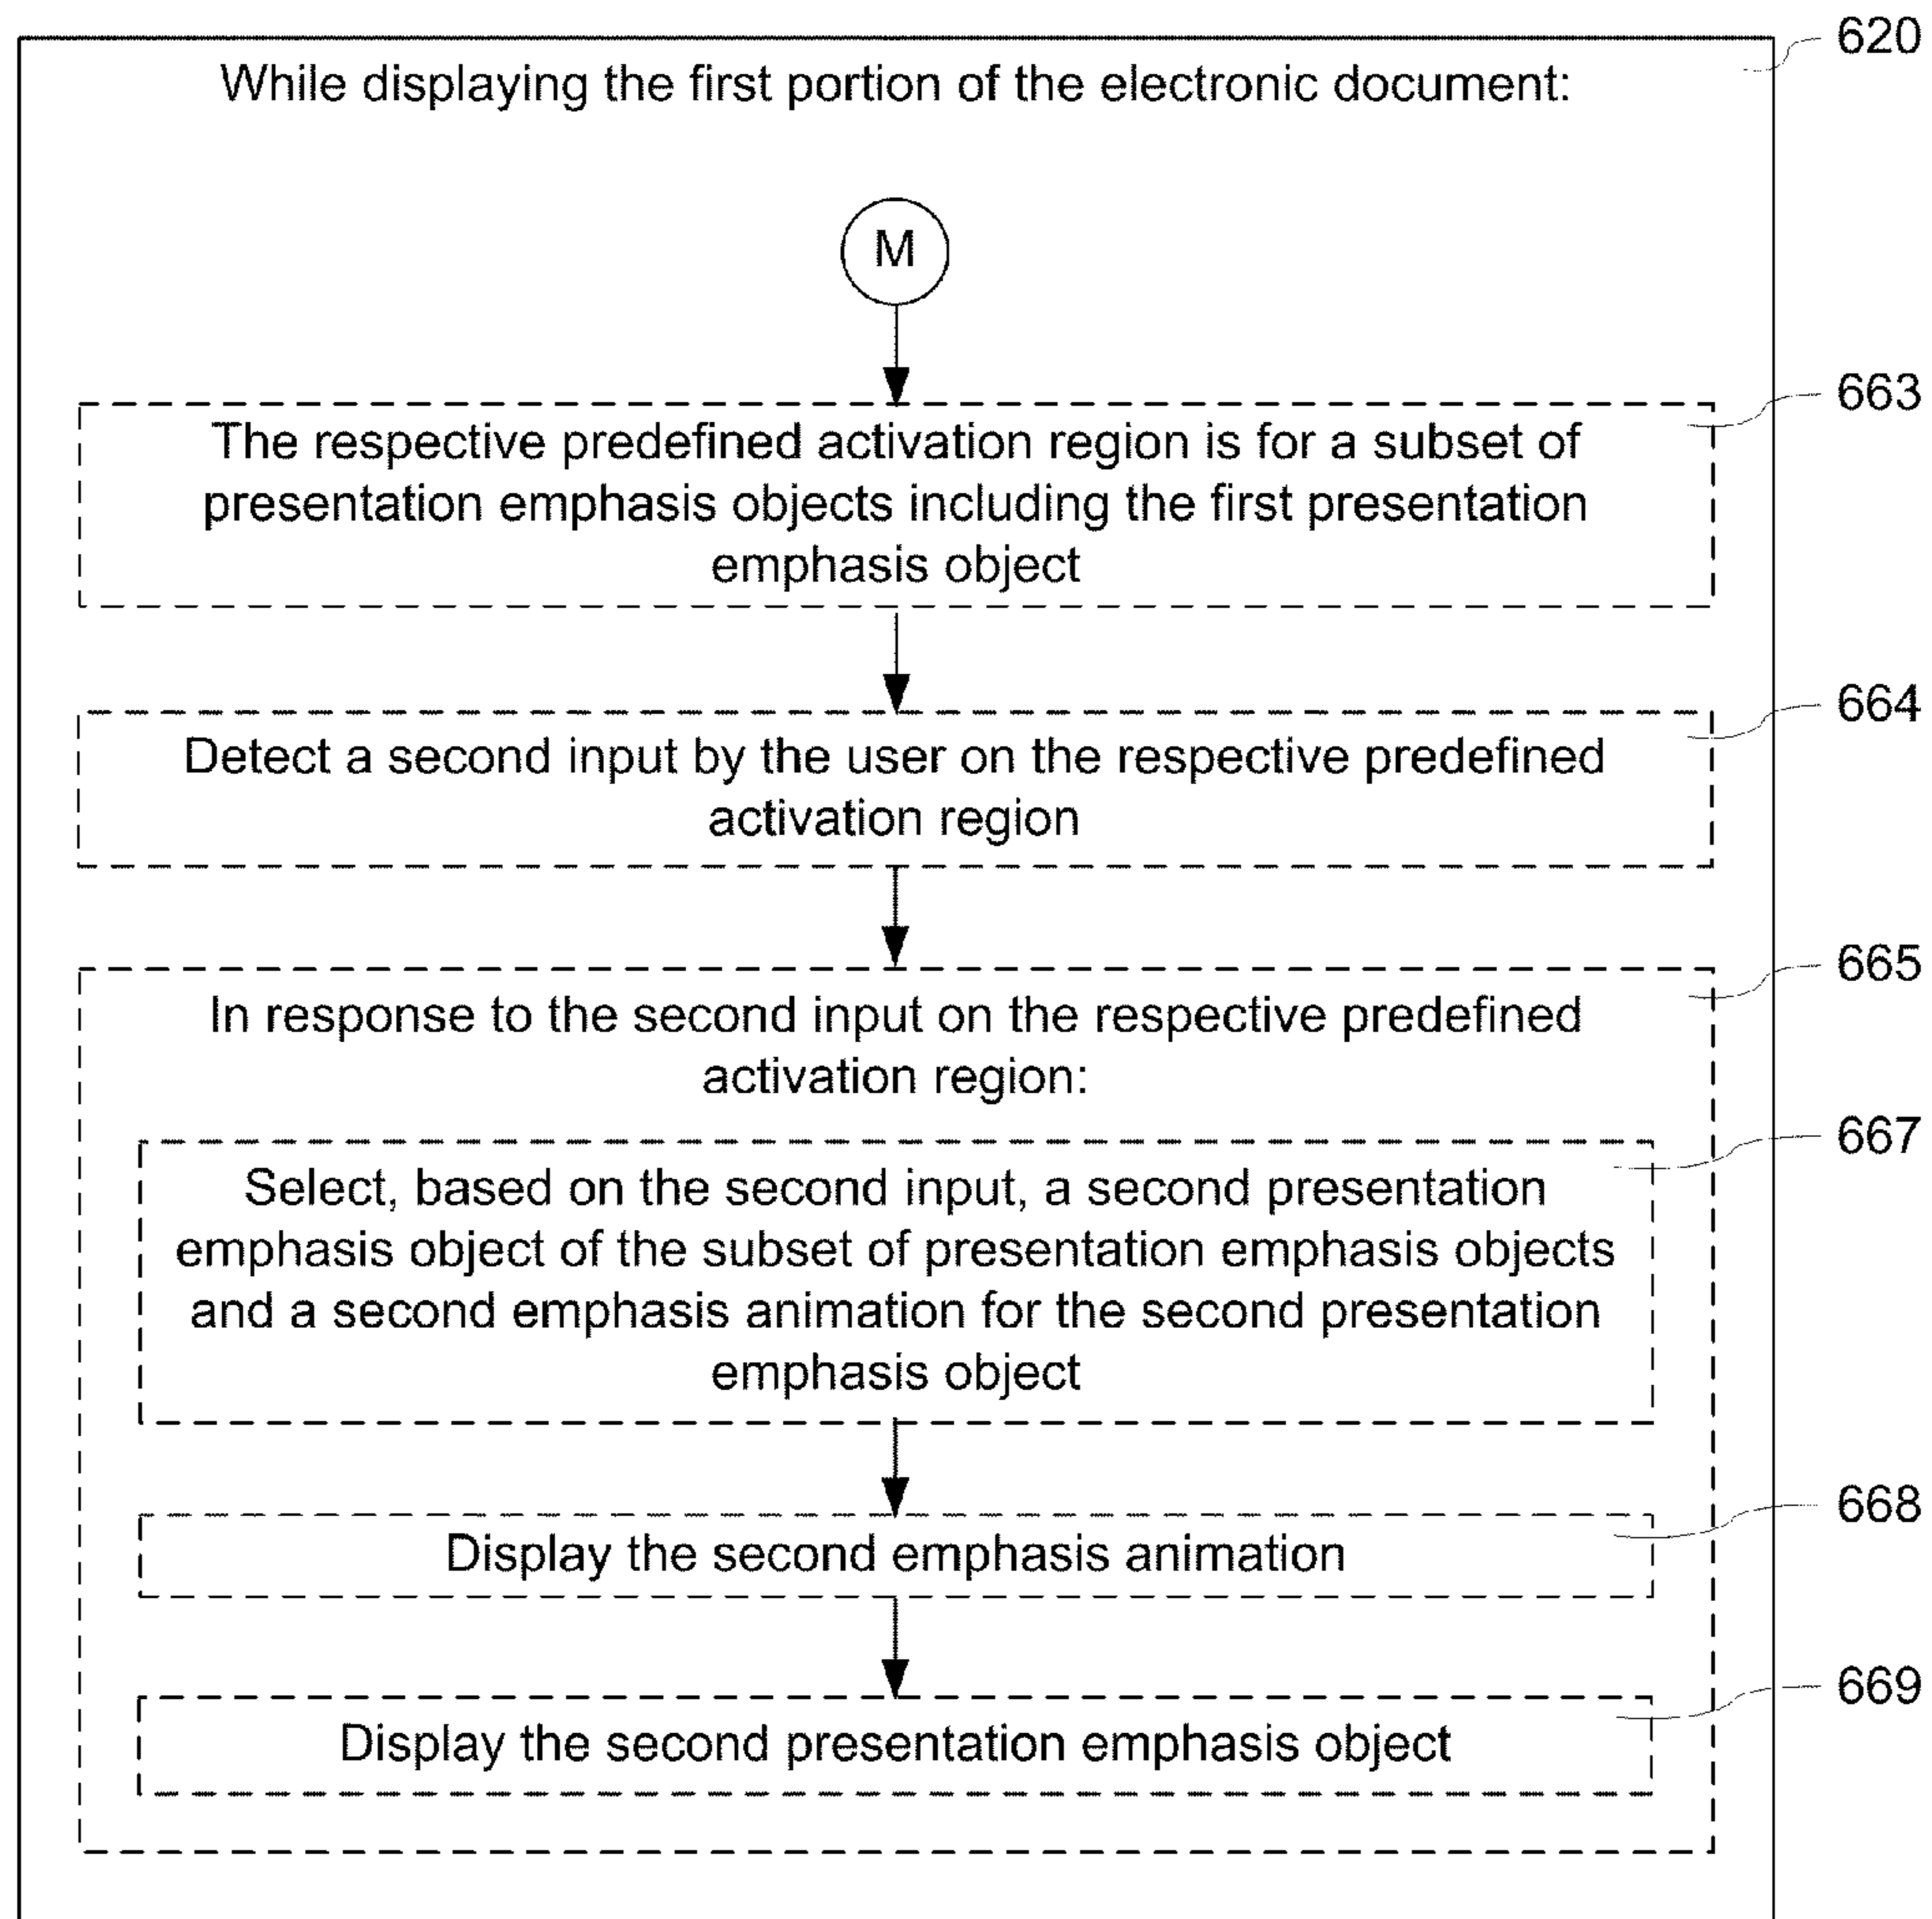 620
While displaying the first portion of the electronic document:
M
663
The respective predefined activation region is for a subset of
presentation emphasis objects including the first presentation
emphasis object
664
Detect a second input by the user on the respective predefined
activation region
665
In response to the second input on the respective predefined
activation region:
667
Select, based on the second input, a second presentation
emphasis object of the subset of presentation emphasis objects
and a second emphasis animation for the second presentation
emphasis object
668
Display the second emphasis animation
669
Display the second presentation emphasis object